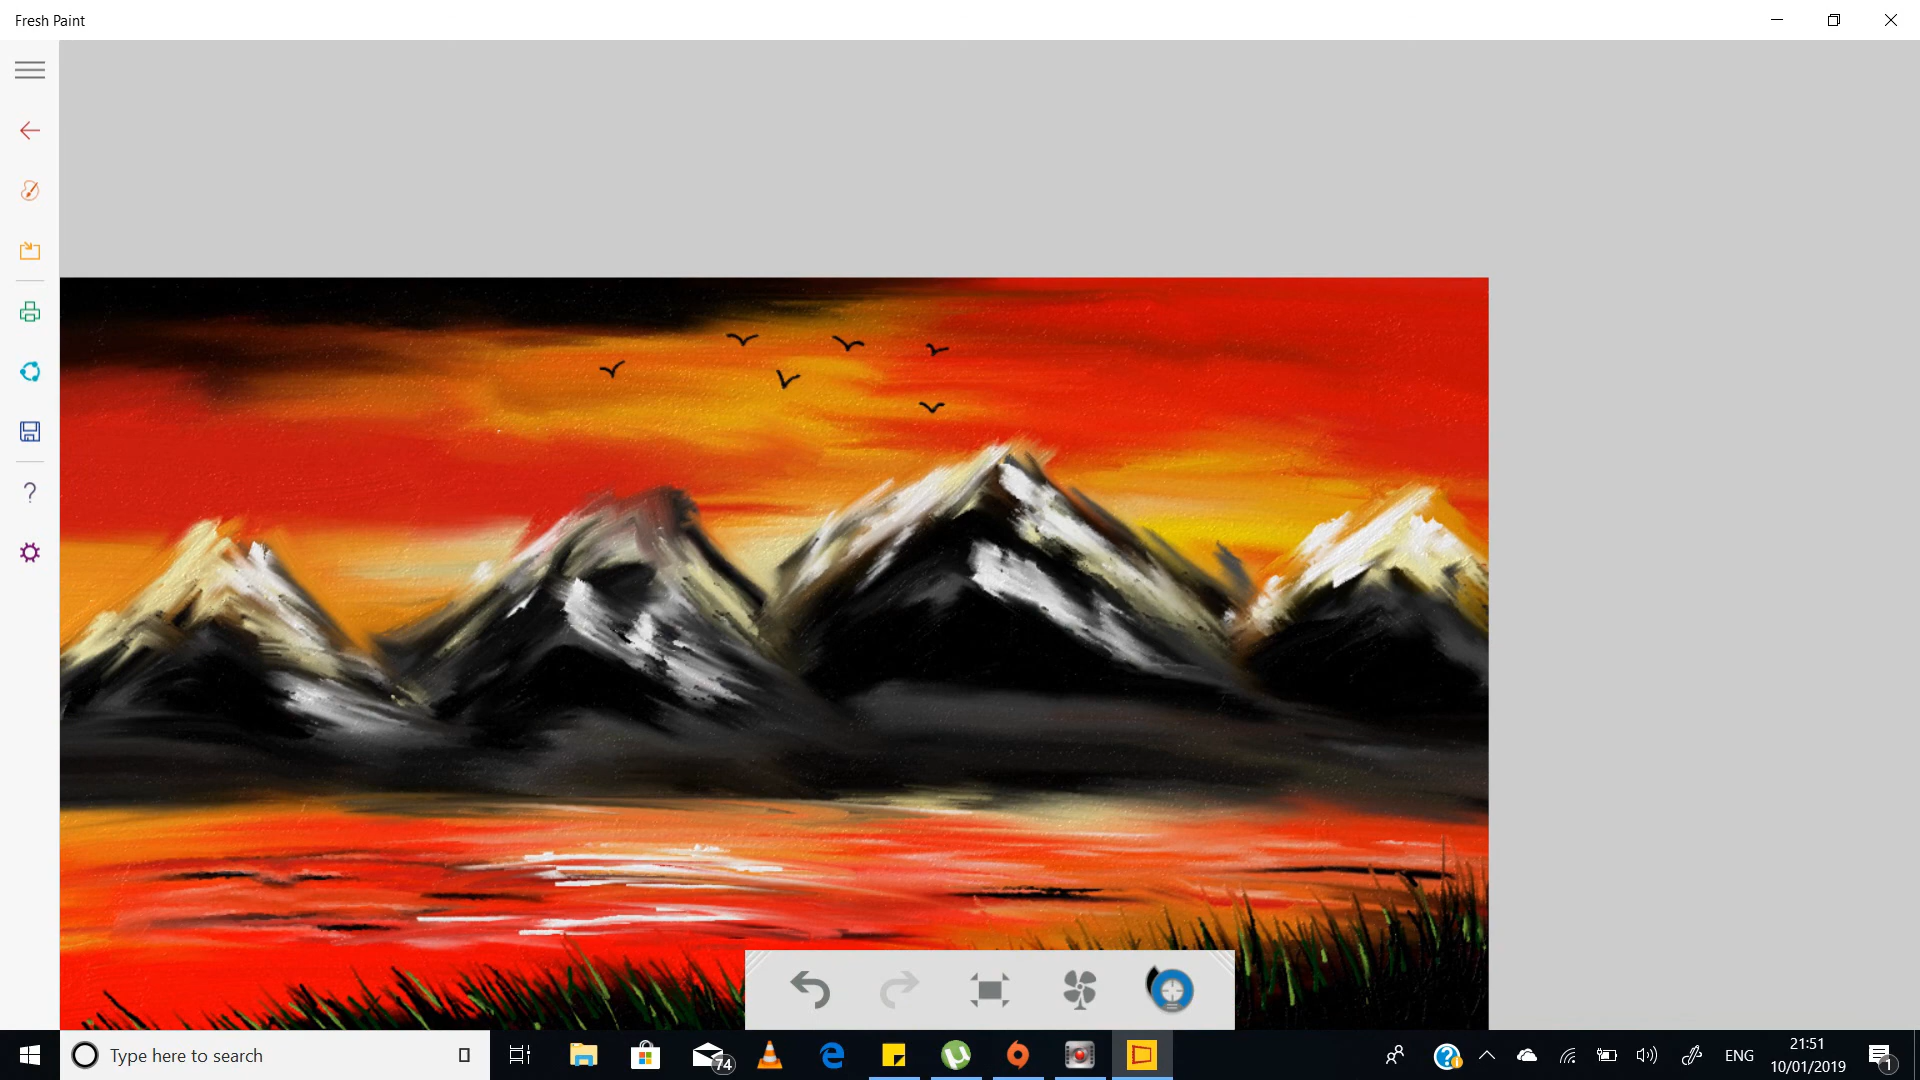 Fresh Paint
Type here to search
74
ENG
21:51
10/01/2019
1